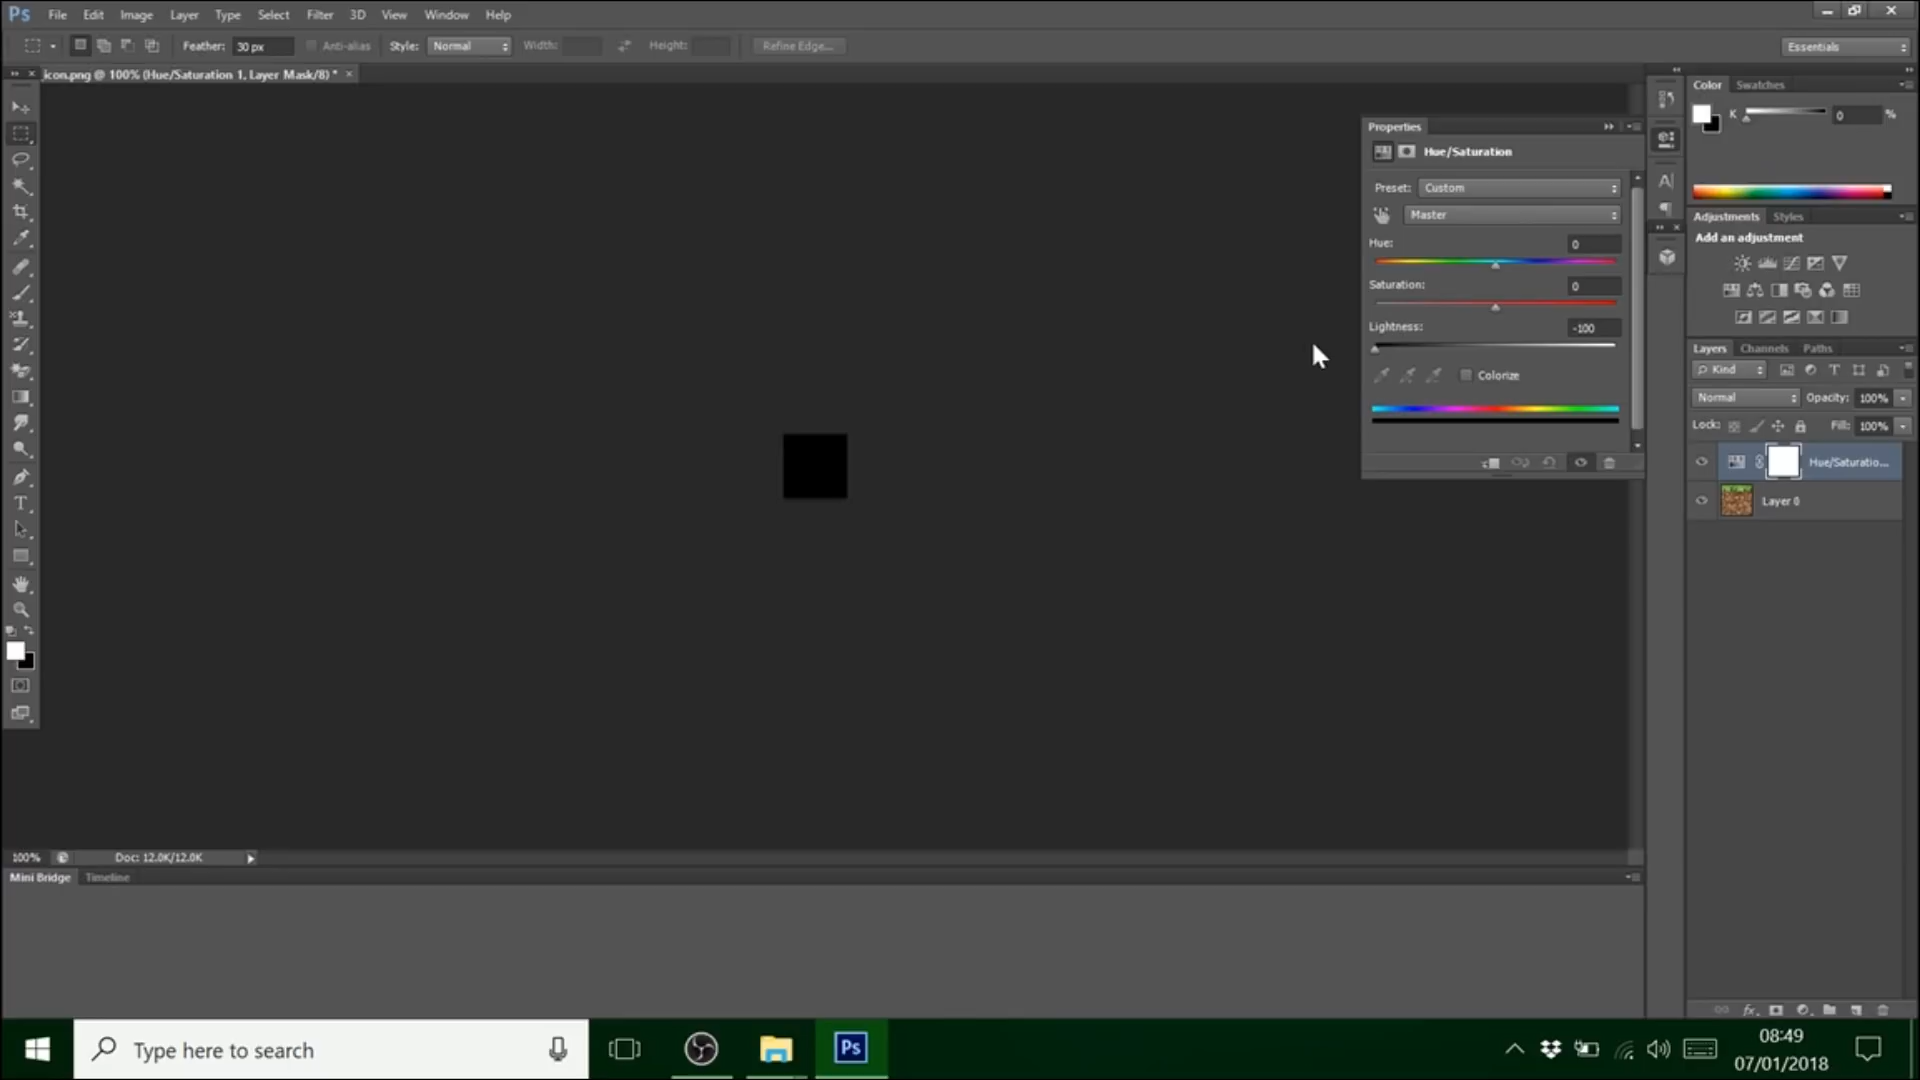 Ps File Edit Image Layer Type Select Filter 3D View Window Help
Feather: 30 px Anti-alias Style: Normal Width: Height: Refine Edge... Essentials
icon.png @ 100% (Hue/Saturation 1, Layer Mask/8) * ×
Color Swatches
K 0 %
Properties
Hue/Saturation
Preset: Custom
Master
Hue: 0
Saturation: 0
Lightness: -100
Colorize
Adjustments Styles
Add an adjustment
Layers Channels Paths
Kind
Normal Opacity: 100%
Lock: Fill: 100%
Hue/Saturatio...
Layer 0
100% Doc: 12.0K/12.0K
Mini Bridge Timeline
Type here to search
Ps
08:49
07/01/2018